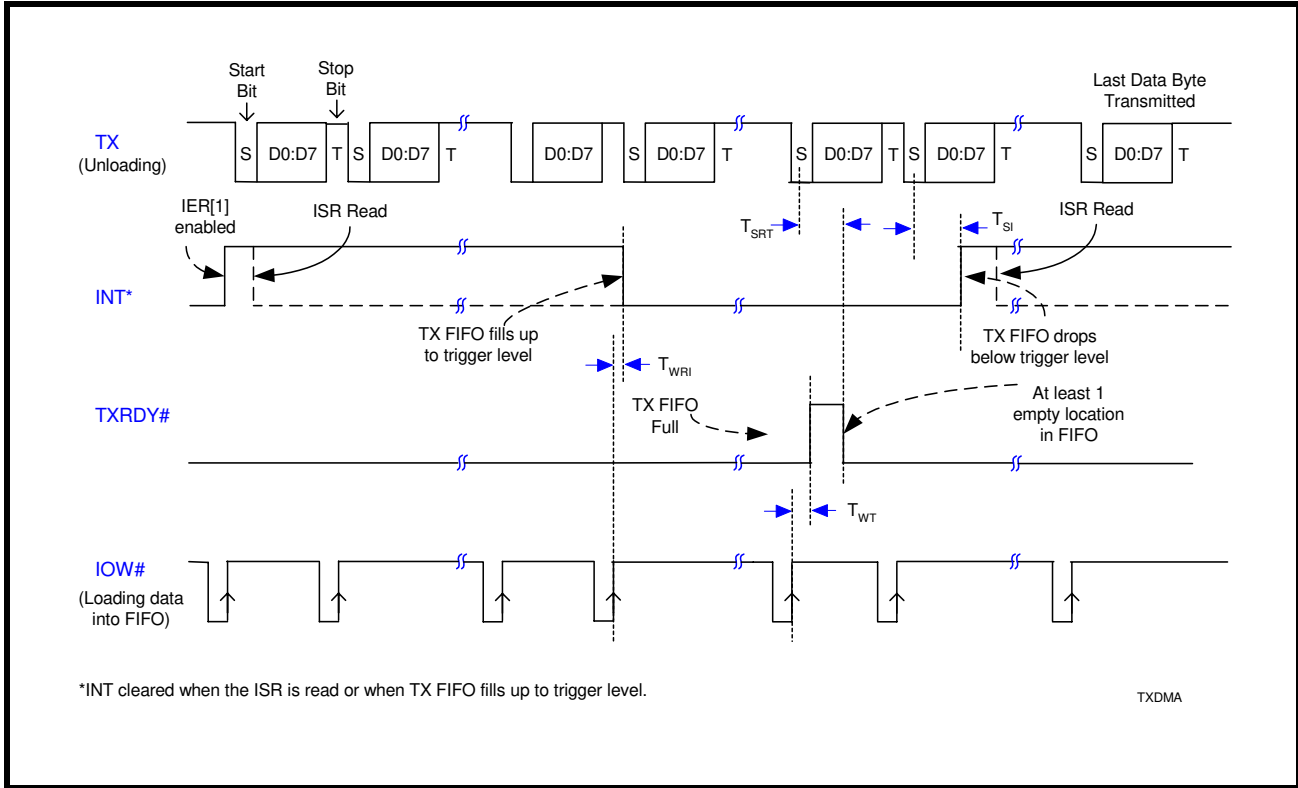 Start
Bit
Stop
Bit
Last Data Byte
Transmitted
TX
(Unloading)
S D0:D7 T S D0:D7 T D0:D7 S D0:D7 T S D0:D7 T S D0:D7 T S D0:D7 T
IER[1]
enabled
ISR Read
TSRT
TSI
ISR Read
INT*
TX FIFO fills up
to trigger level
TX FIFO drops
below trigger level
TWRI
TXRDY#
TX FIFO
Full
At least 1
empty location
in FIFO
TWT
IOW#
(Loading data
into FIFO)
*INT cleared when the ISR is read or when TX FIFO fills up to trigger level.
TXDMA